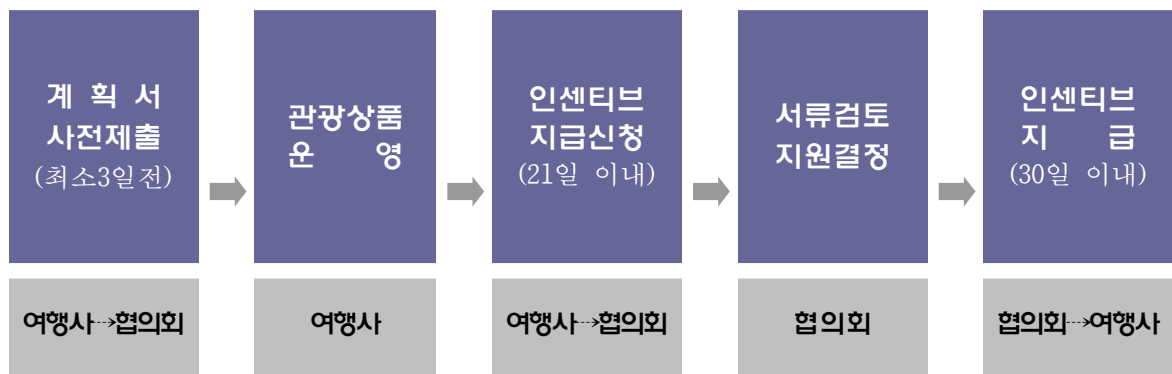 계 획 서
사전제출
(최소3일전)
관광상품
운 영
인센티브
지급신청
(21일 이내)
서류검토
지원결정
인센티브
지 급
(30일 이내)
여행사→협의회
여행사
여행사→협의회
협의회
협의회→여행사